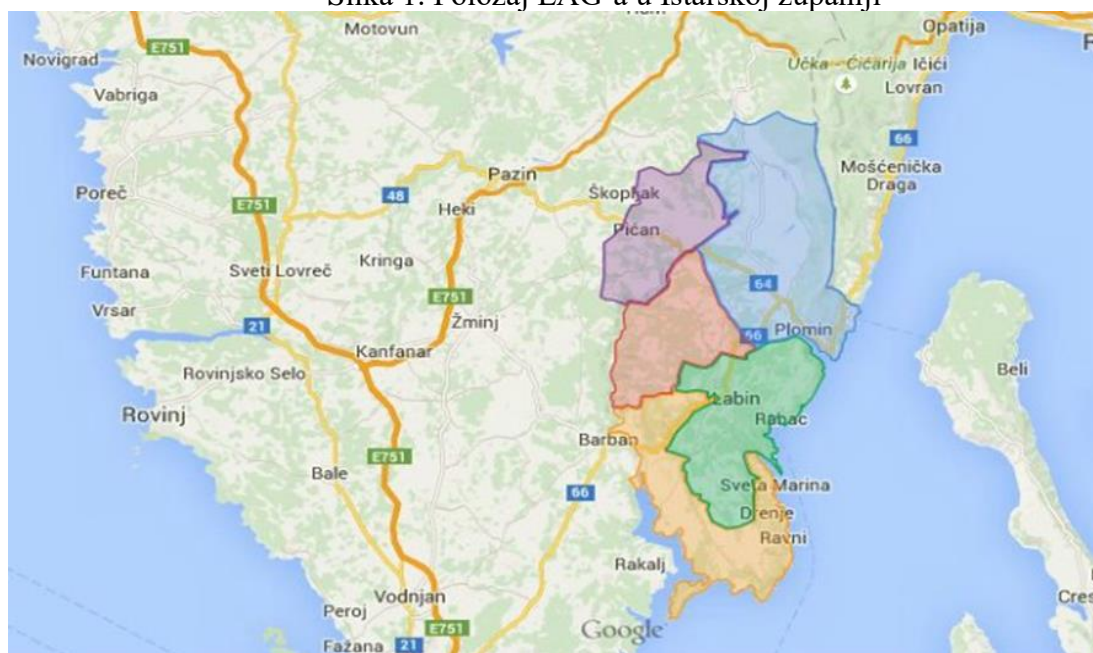 Slika 1. Položaj LAG-a u Istarskoj županiji
Motovun
Opatija
E751
Novigrad
Učka - Ćićarija
Ičići
Vabriga
Lovran
66
Mošćenička
Draga
Pazin
Poreč
48
E751
Heki
Pićan
Funtana
Sveti Lovreč
Kringa
64
E751
Vrsar
21
Žminj
66
Plomin
Kanfanar
Rovinjsko Selo
Beli
Labin
Rovinj
Rabac
Barban
E751
Bale
66
Sveta Marina
Drenje
Ravni
Rakalj
Vodnjan
Peroj
Cres
E751
Google
Fažana
21